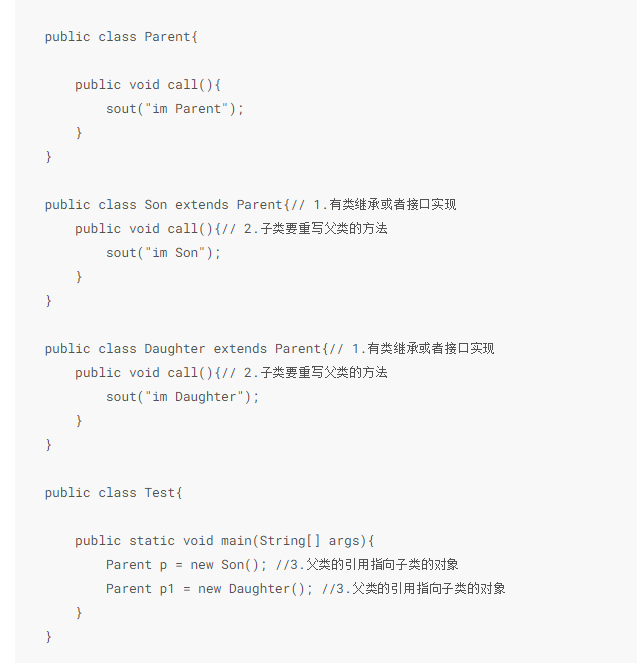 public class Parent{
public void call(){
sout("im Parent");
}
}
public class Son extends Parent{// 1.有类继承或者接口实现
public void call(){// 2.子类要重写父类的方法
sout("im Son");
}
}
public class Daughter extends Parent{// 1.有类继承或者接口实现
public void call(){// 2.子类要重写父类的方法
sout("im Daughter");
}
}
public class Test{
public static void main(String[] args){
Parent p = new Son(); //3.父类的引用指向子类的对象
Parent p1 = new Daughter(); //3.父类的引用指向子类的对象
}
}